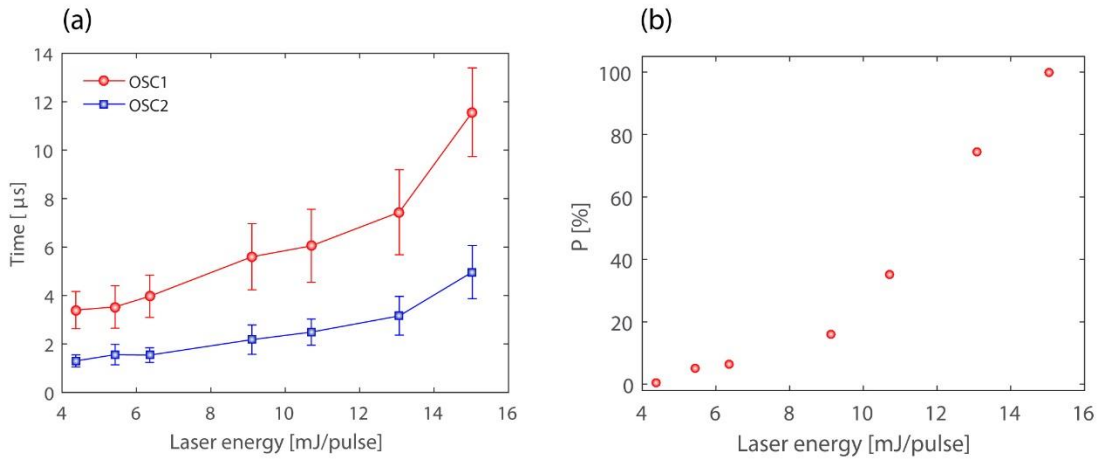 (a)
14
12
10
8
6
4
2
0
Time [ μs]
OSC1
OSC2
4 6 8 10 12 14 16
Laser energy [mJ/pulse]
(b)
100
80
60
40
20
0
P [%]
4 6 8 10 12 14 16
Laser energy [mJ/pulse]